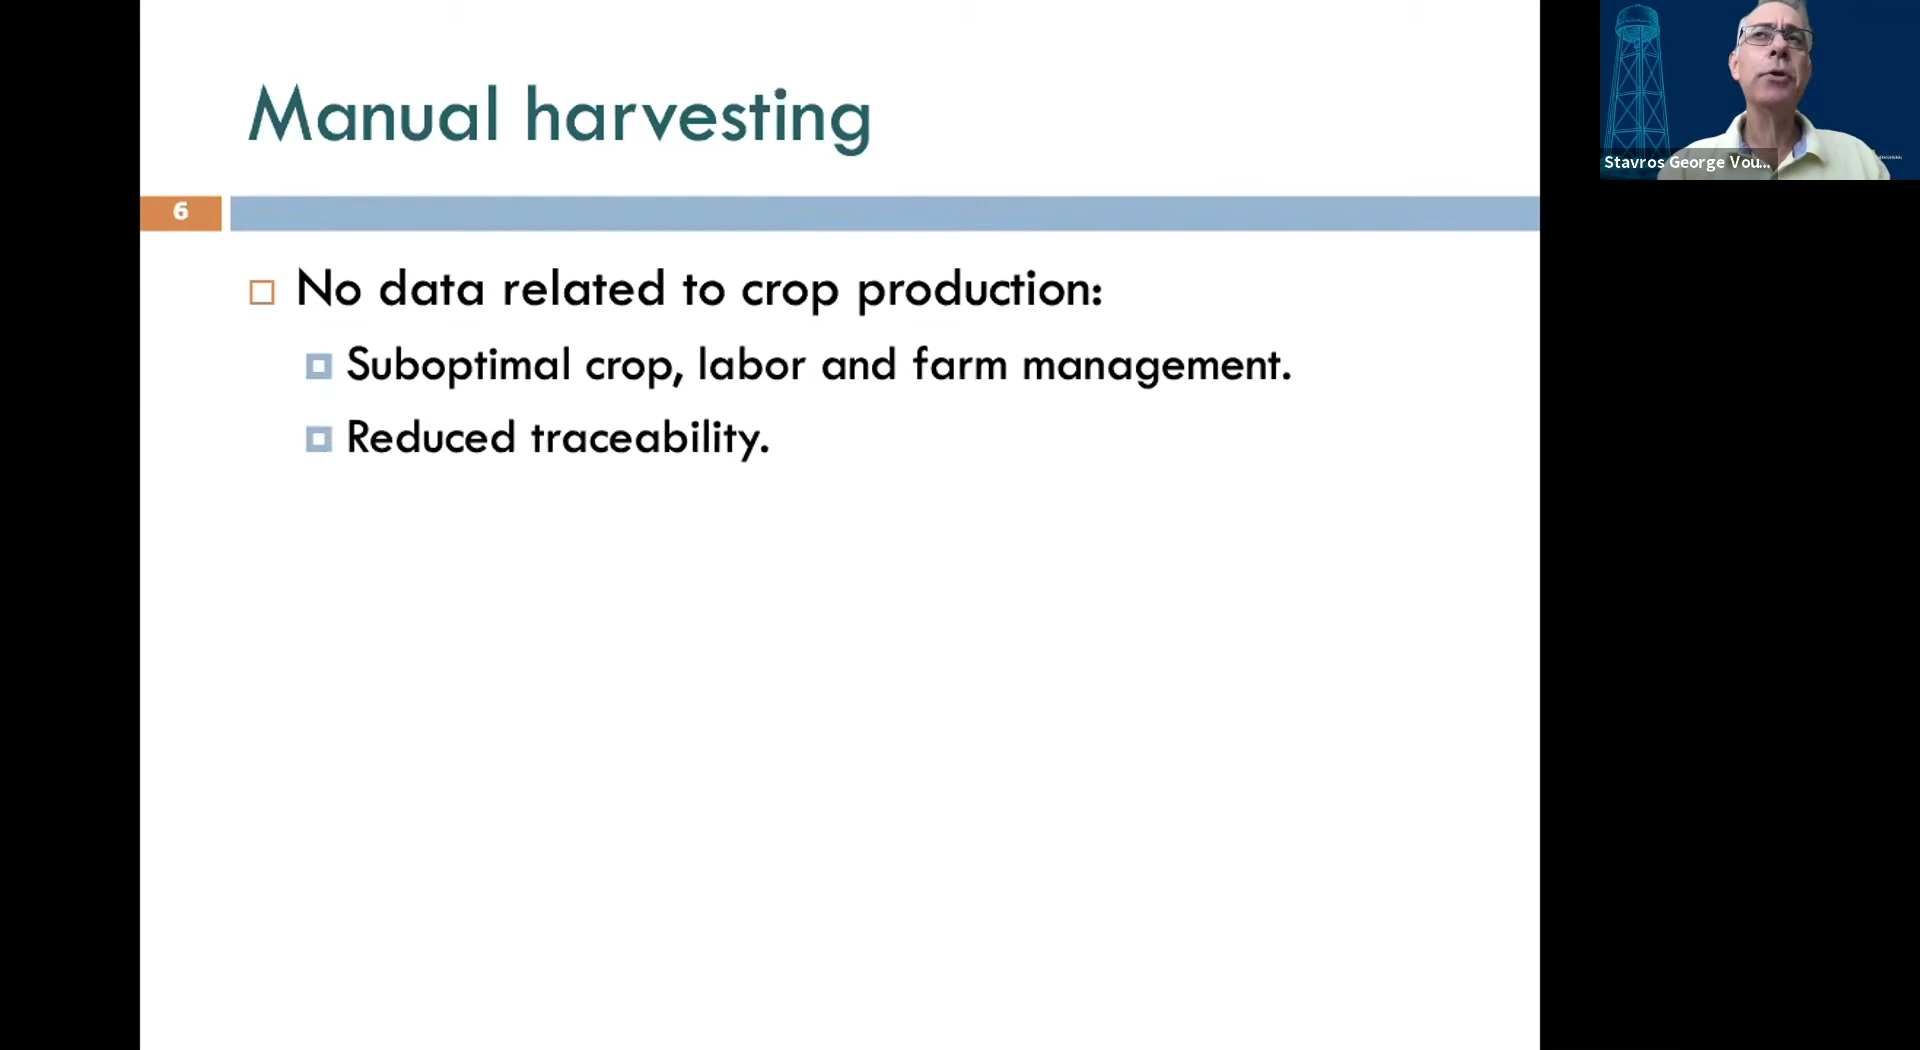 Manual harvesting
6
No data related to crop production:
Suboptimal crop, labor and farm management.
Reduced traceability.
Stavros George Vou...